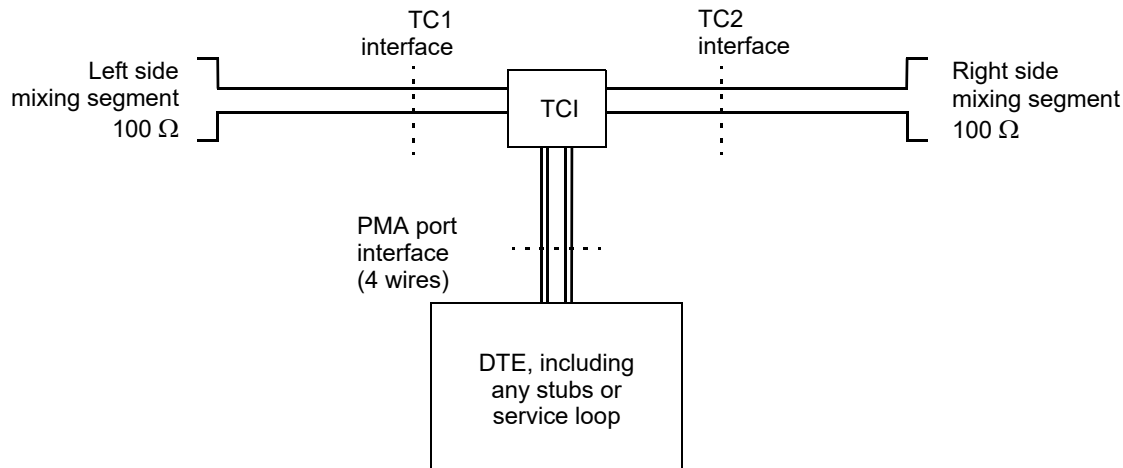 TC1
interface
TC2
interface
Left side
mixing segment
100 Ω
TCI
Right side
mixing segment
100 Ω
PMA port
interface
(4 wires)
DTE, including
any stubs or
service loop